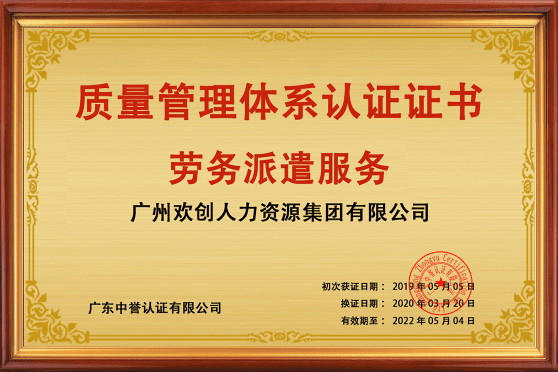 质量管理体系认证证书
劳务派遣服务
广州欢创人力资源集团有限公司
初次获证日期： 2019 年 05 月 05 日
换证日期： 2020 年 03 月 20 日
广东中誉认证有限公司
有效期至： 2022 年 05 月 04 日